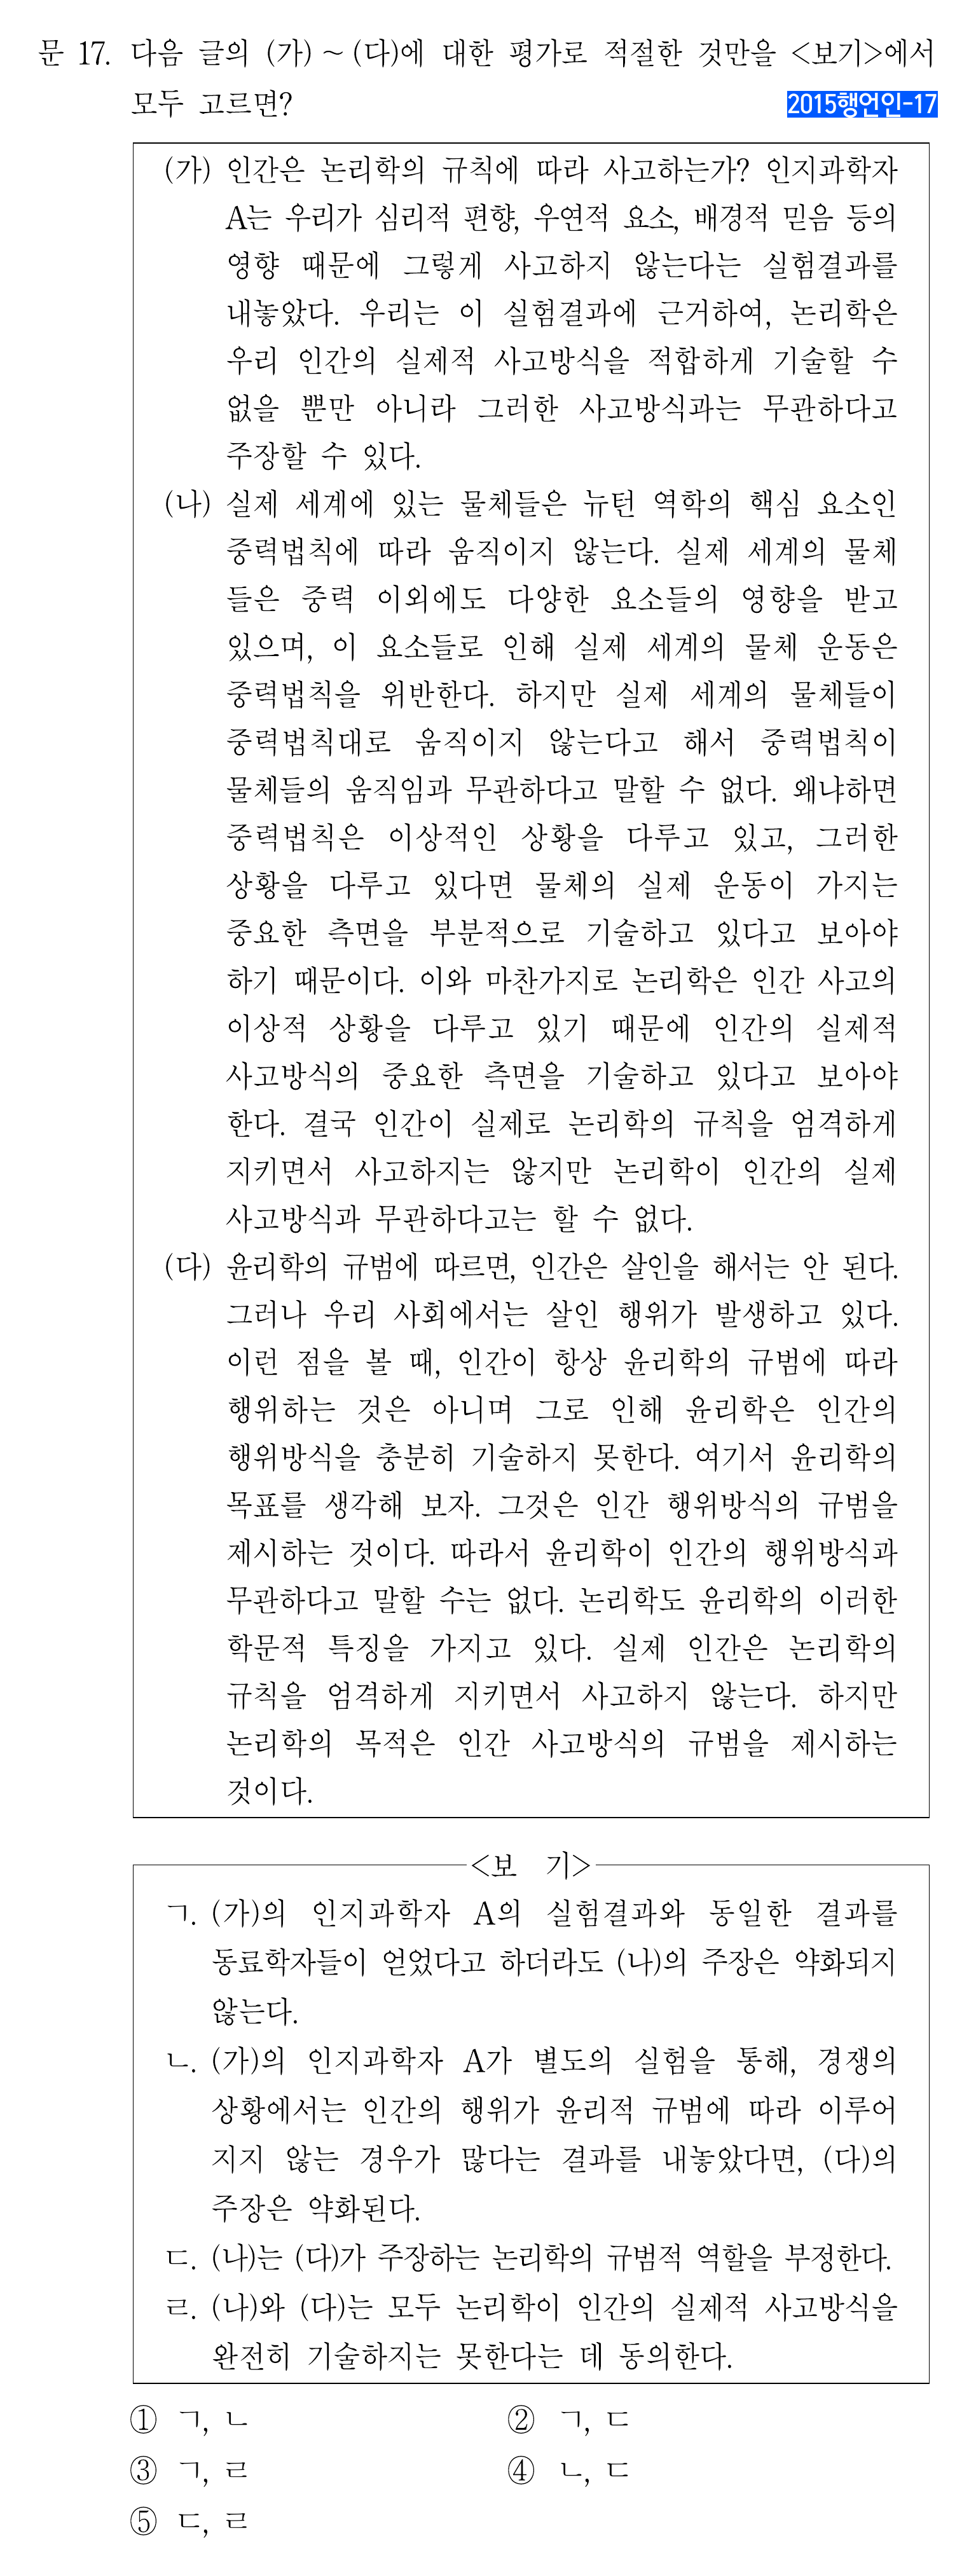 문 17. 다음 글의 (가) ~ (다)에 대한 평가로 적절한 것만을 <보기>에서
모두 고르면?
2015행언인-17
(가) 인간은 논리학의 규칙에 따라 사고하는가? 인지과학자
A는 우리가 심리적 편향, 우연적 요소, 배경적 믿음 등의
영향 때문에 그렇게 사고하지 않는다는 실험결과를
내놓았다. 우리는 이 실험결과에 근거하여, 논리학은
우리 인간의 실제적 사고방식을 적합하게 기술할 수
없을 뿐만 아니라 그러한 사고방식과는 무관하다고
주장할 수 있다.
(나) 실제 세계에 있는 물체들은 뉴턴 역학의 핵심 요소인
중력법칙에 따라 움직이지 않는다. 실제 세계의 물체
들은 중력 이외에도 다양한 요소들의 영향을 받고
있으며, 이 요소들로 인해 실제 세계의 물체 운동은
중력법칙을 위반한다. 하지만 실제 세계의 물체들이
중력법칙대로 움직이지 않는다고 해서 중력법칙이
물체들의 움직임과 무관하다고 말할 수 없다. 왜냐하면
중력법칙은 이상적인 상황을 다루고 있고, 그러한
상황을 다루고 있다면 물체의 실제 운동이 가지는
중요한 측면을 부분적으로 기술하고 있다고 보아야
하기 때문이다. 이와 마찬가지로 논리학은 인간 사고의
이상적 상황을 다루고 있기 때문에 인간의 실제적
사고방식의 중요한 측면을 기술하고 있다고 보아야
한다. 결국 인간이 실제로 논리학의 규칙을 엄격하게
지키면서 사고하지는 않지만 논리학이 인간의 실제
사고방식과 무관하다고는 할 수 없다.
(다) 윤리학의 규범에 따르면, 인간은 살인을 해서는 안 된다.
그러나 우리 사회에서는 살인 행위가 발생하고 있다.
이런 점을 볼 때, 인간이 항상 윤리학의 규범에 따라
행위하는 것은 아니며 그로 인해 윤리학은 인간의
행위방식을 충분히 기술하지 못한다. 여기서 윤리학의
목표를 생각해 보자. 그것은 인간 행위방식의 규범을
제시하는 것이다. 따라서 윤리학이 인간의 행위방식과
무관하다고 말할 수는 없다. 논리학도 윤리학의 이러한
학문적 특징을 가지고 있다. 실제 인간은 논리학의
규칙을 엄격하게 지키면서 사고하지 않는다. 하지만
논리학의 목적은 인간 사고방식의 규범을 제시하는
것이다.
<보 기>
ㄱ. (가)의 인지과학자 A의 실험결과와 동일한 결과를
동료학자들이 얻었다고 하더라도 (나)의 주장은 약화되지
않는다.
ㄴ. (가)의 인지과학자 A가 별도의 실험을 통해, 경쟁의
상황에서는 인간의 행위가 윤리적 규범에 따라 이루어
지지 않는 경우가 많다는 결과를 내놓았다면, (다)의
주장은 약화된다.
ㄷ. (나)는 (다)가 주장하는 논리학의 규범적 역할을 부정한다.
ㄹ. (나)와 (다)는 모두 논리학이 인간의 실제적 사고방식을
완전히 기술하지는 못한다는 데 동의한다.
① ㄱ, ㄴ ② ㄱ, ㄷ
③ ㄱ, ㄹ ④ ㄴ, ㄷ
⑤ ㄷ, ㄹ